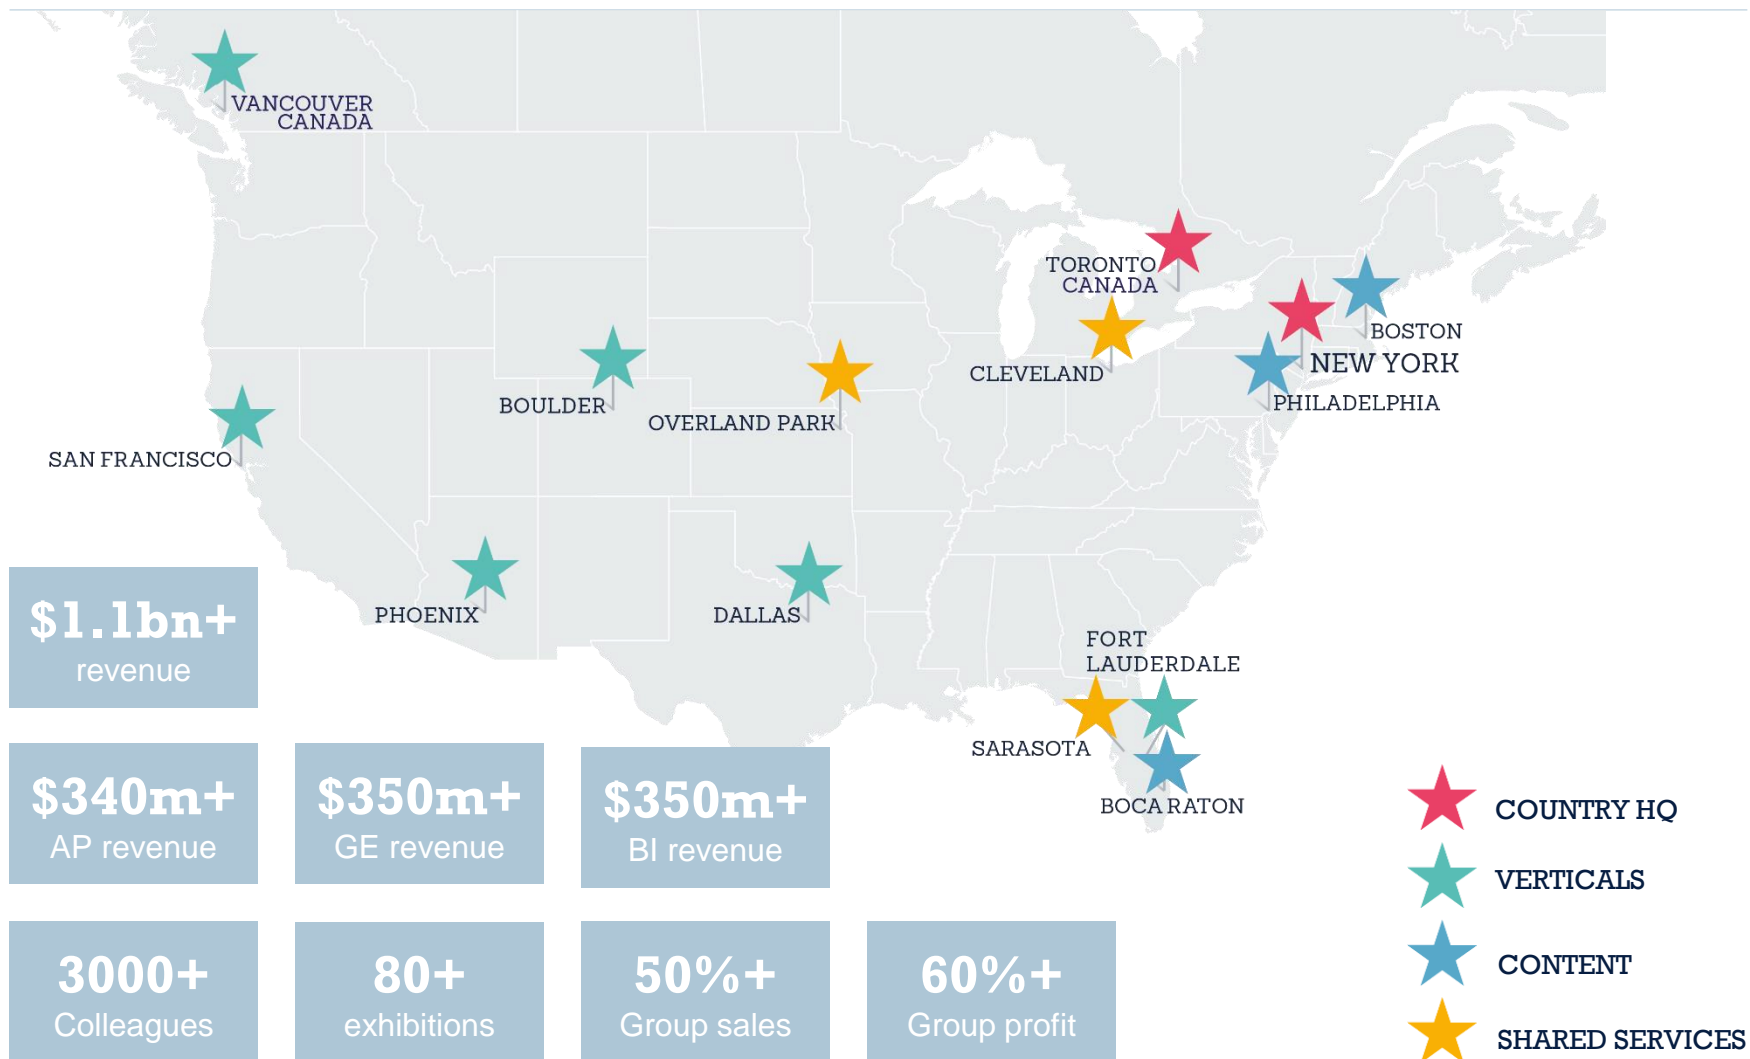 VANCOUVER
CANADA
TORONTO
CANADA
BOSTON
NEW YORK
CLEVELAND
PHILADELPHIA
BOULDER
OVERLAND PARK
SAN FRANCISCO
PHOENIX
DALLAS
FORT
LAUDERDALE
SARASOTA
BOCA RATON
$1.1bn+
revenue
$340m+
AP revenue
$350m+
GE revenue
$350m+
BI revenue
3000+
Colleagues
80+
exhibitions
50%+
Group sales
60%+
Group profit
COUNTRY HQ
VERTICALS
CONTENT
SHARED SERVICES